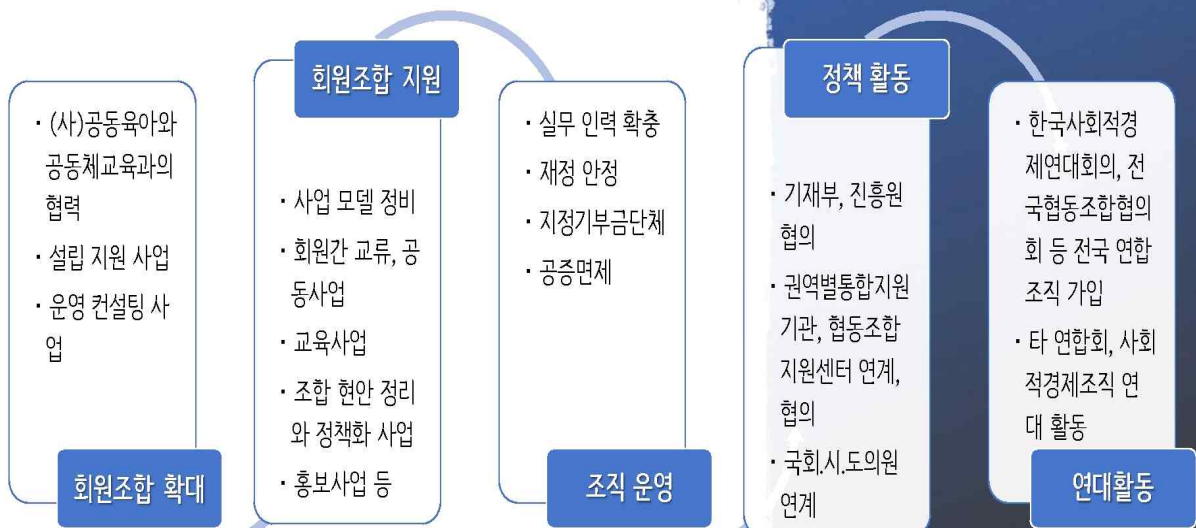 · (사)공동육아와
공동체교육과의
협력
· 설립 지원 사업
· 운영 컨설팅 사
업
회원조합 확대
회원조합 지원
· 사업 모델 정비
· 회원간 교류, 공
동사업
· 교육사업
· 조합 현안 정리
와 정책화 사업
· 홍보사업 등
· 실무 인력 확충
· 재정 안정
· 지정기부금단체
· 공증면제
조직 운영
정책 활동
· 기재부, 진흥원
협의
· 권역별통합지원
기관, 협동조합
지원센터 연계,
협의
· 국회.시.도의원
연계
· 한국사회적경
제연대회의, 전
국협동조합협의
회 등 전국 연합
조직 가입
· 타 연합회, 사회
적경제조직 연
대 활동
연대활동